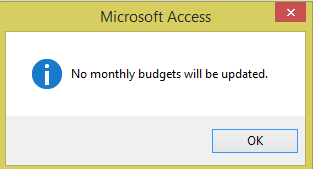 Microsoft Access
No monthly budgets will be updated.
OK